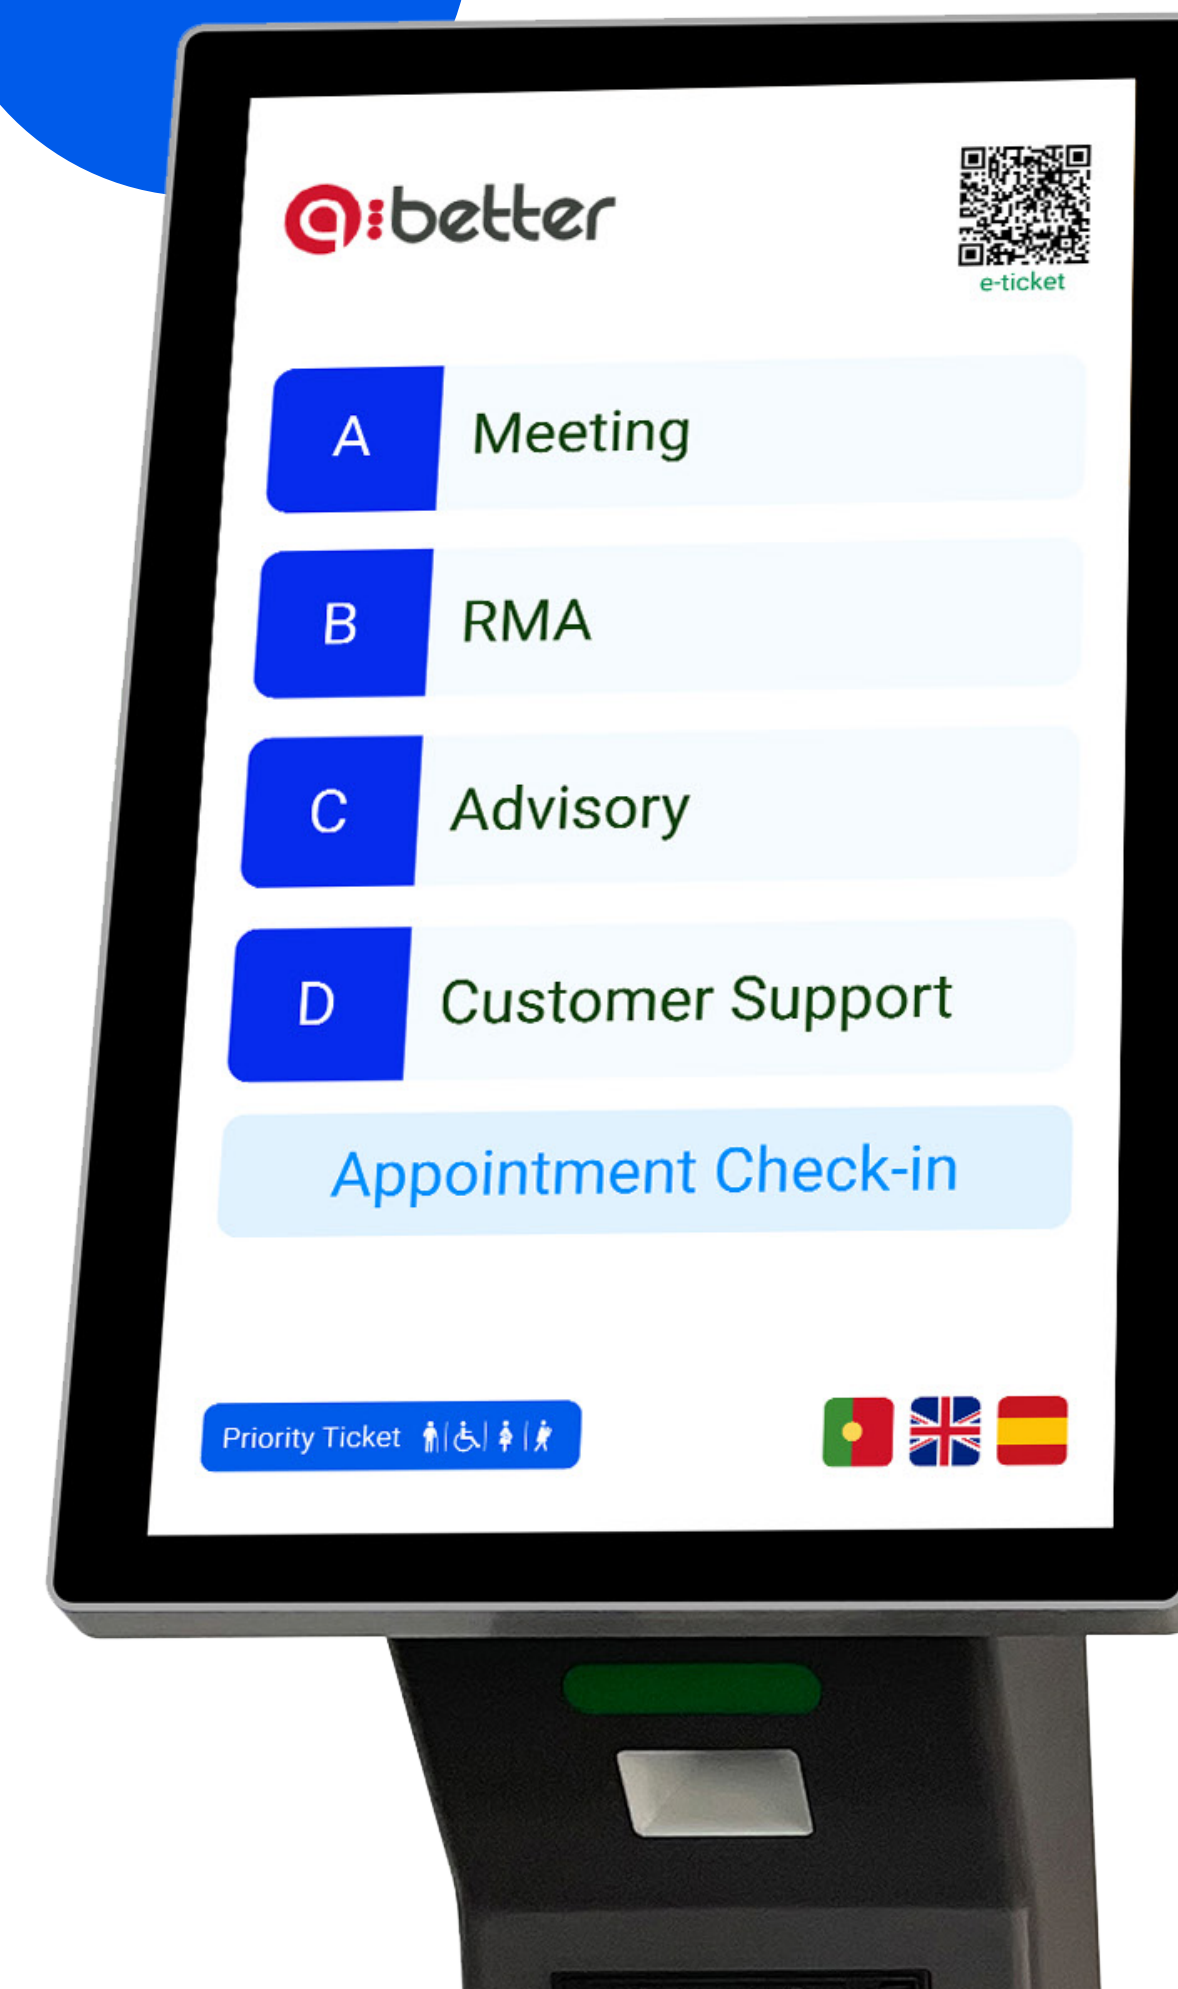 q:better
e-ticket
A Meeting
B RMA
C Advisory
D Customer Support
Appointment Check-in
Priority Ticket